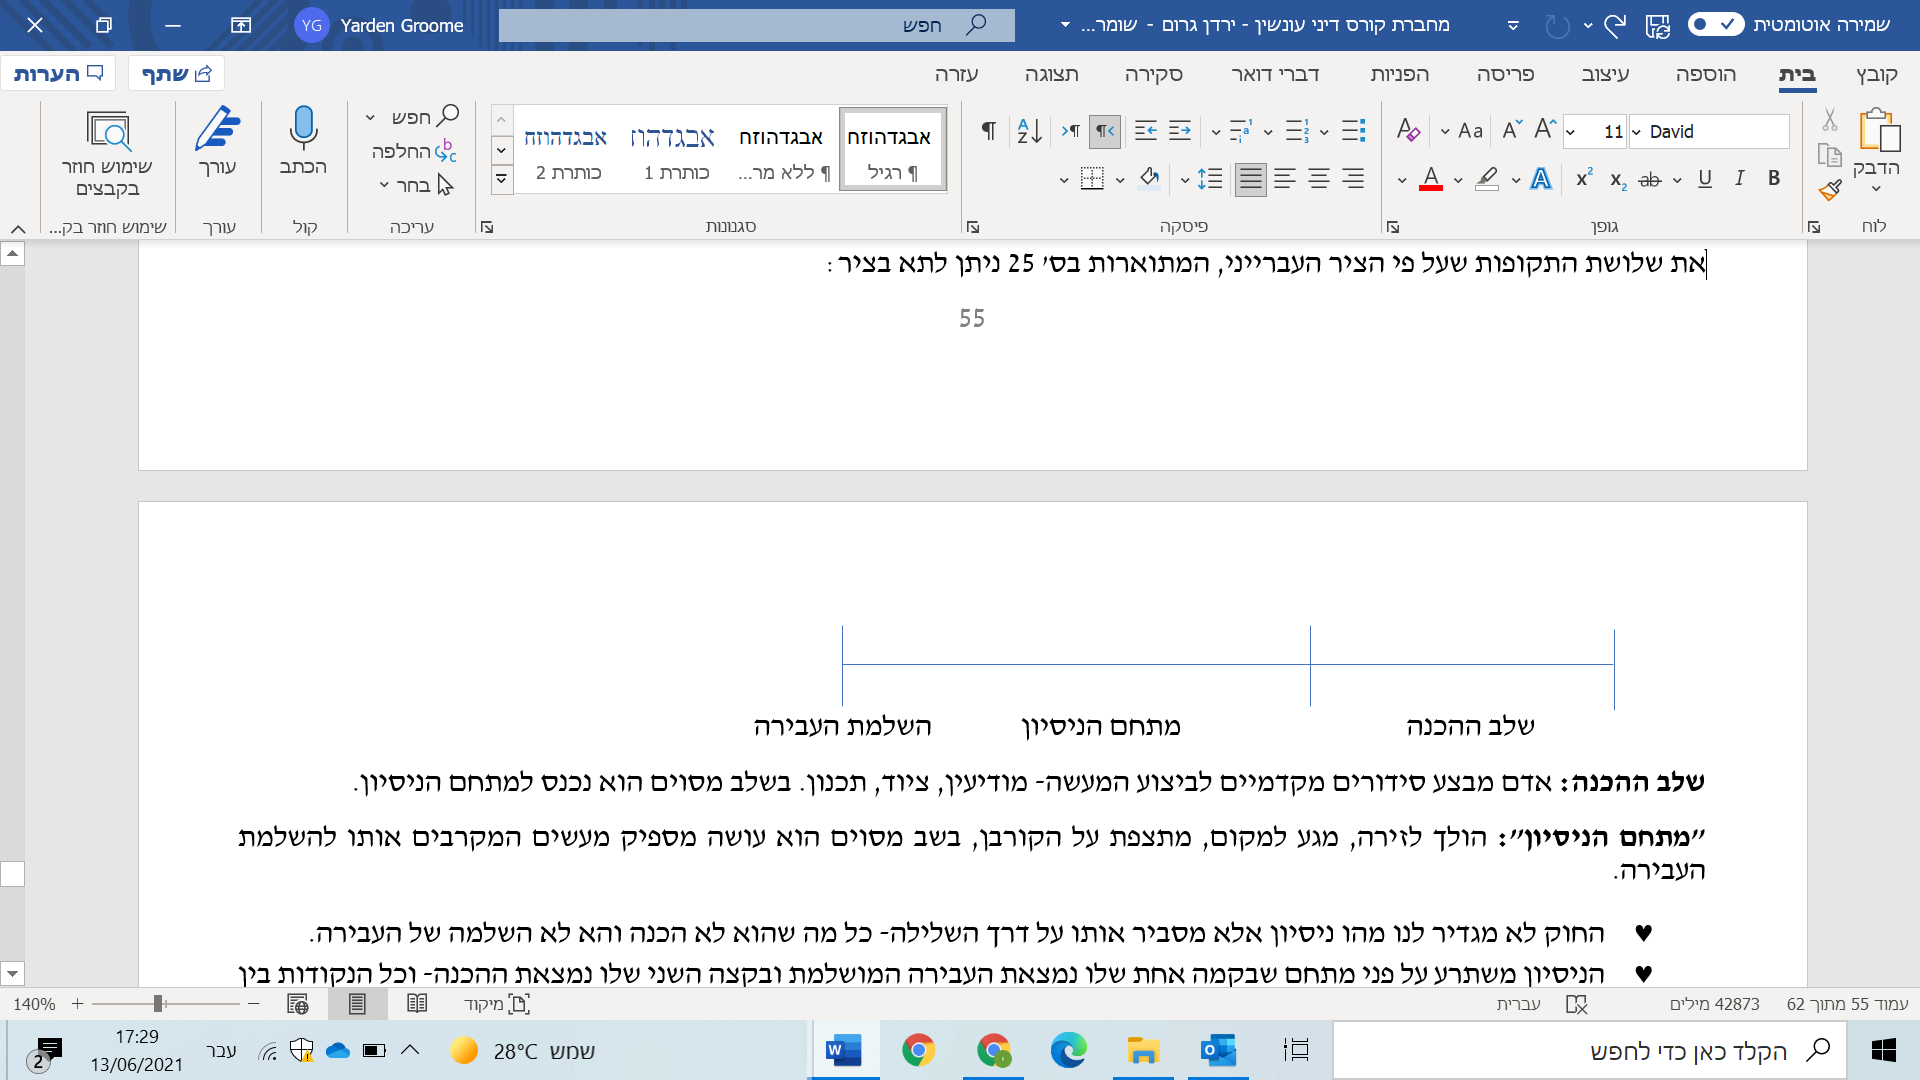 שמירה אוטומטית
מחברת קורס דיני עונשין - ירדן גרום - שומר...
חפש
Yarden Groome
YG
קובץ
בית
הוספה
עיצוב
פריסה
הפניות
דברי דואר
סקירה
תצוגה
עזרה
שתף
הערות
הדבק
לוח
David
11
גופן
פיסקה
אבגדהוזח
¶ רגיל
אבגדהוזח
¶ ללא מר...
אבגדהוז
כותרת 1
אבגדהוזח
כותרת 2
סגנונות
חפש
החלפה
בחר
עריכה
הכתב
קול
עורך
עורך
שימוש חוזר בקבצים
שימוש חוזר בק...
את שלושת התקופות שעל פי הציר העברייני, המתוארות בס' 25 ניתן לתא בציר:
55
שלב ההכנה
מתחם הניסיון
השלמת העבירה
שלב ההכנה: אדם מבצע סידורים מקדמיים לביצוע המעשה- מודיעין, ציוד, תכנון. בשלב מסוים הוא נכנס למתחם הניסיון.
"מתחם הניסיון": הולך לזירה, מגע למקום, מתצפת על הקורבן, בשב מסוים הוא עושה מספיק מעשים המקרבים אותו להשלמת
העבירה.
♥ החוק לא מגדיר לנו מהו ניסיון אלא מסביר אותו על דרך השלילה- כל מה שהוא לא הכנה והא לא השלמה של העבירה.
♥ הניסיון משתרע על פני מתחם שבקמה אחת שלו נמצאת העבירה המושלמת ובקצה השני שלו נמצאת ההכנה- וכל הנקודות בין
עמוד 55 מתוך 62
42873 מילים
עברית
מיקוד
140%
הקלד כאן כדי לחפש
28°C שמש
עבר
17:29
13/06/2021
2